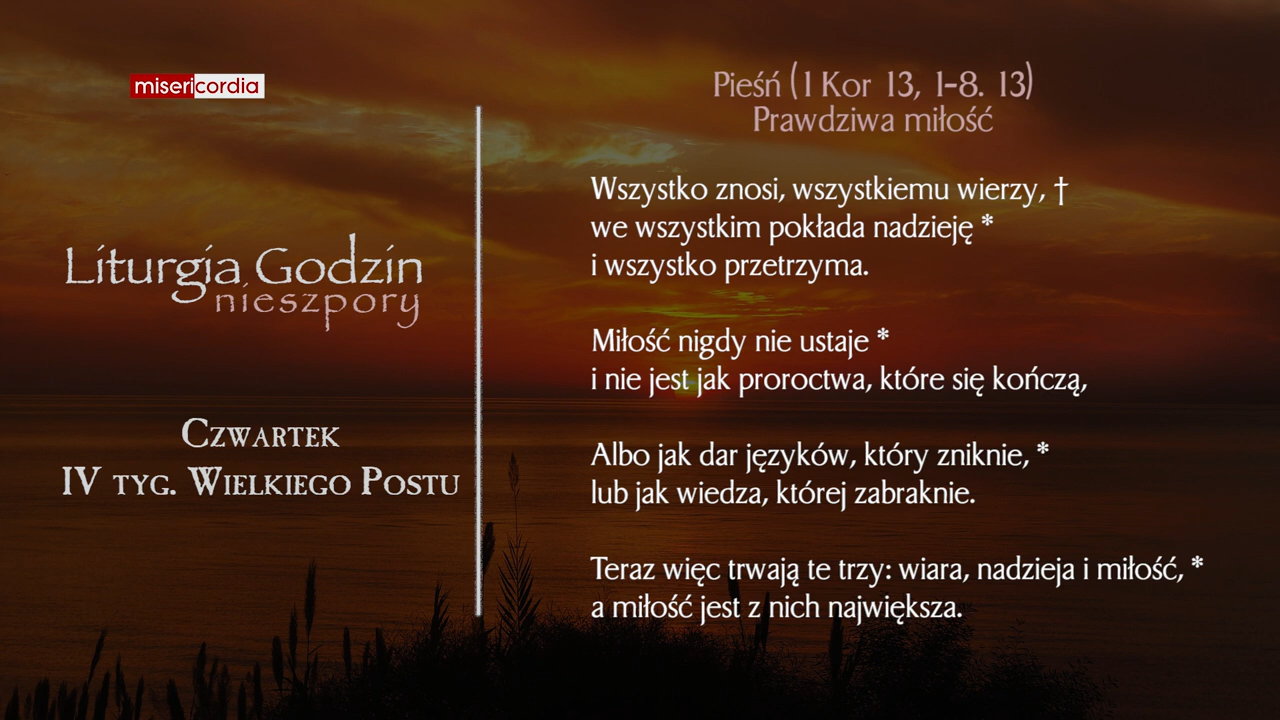 misericordia
Liturgia Godzin
nieszpory
Czwartek
IV tyg. Wielkiego Postu
Pieśń (1 Kor 13, 1-8. 13)
Prawdziwa miłość
Wszystko znosi, wszystkiemu wierzy, †
we wszystkim pokłada nadzieję *
i wszystko przetrzyma.
Miłość nigdy nie ustaje *
i nie jest jak proroctwa, które się kończą,
Albo jak dar języków, który zniknie, *
lub jak wiedza, której zabraknie.
Teraz więc trwają te trzy: wiara, nadzieja i miłość, *
a miłość jest z nich największa.